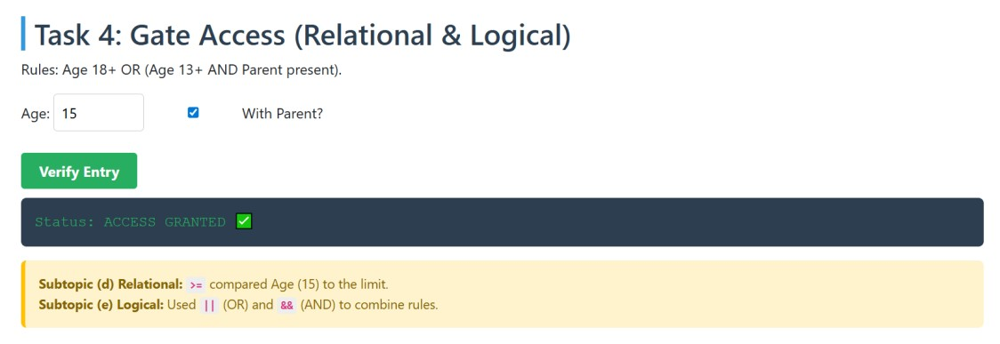 Task 4: Gate Access (Relational & Logical)
Rules: Age 18+ OR (Age 13+ AND Parent present).
Age: 15 With Parent?
Verify Entry
Status: ACCESS GRANTED ✅
Subtopic (d) Relational: >= compared Age (15) to the limit.
Subtopic (e) Logical: Used || (OR) and && (AND) to combine rules.